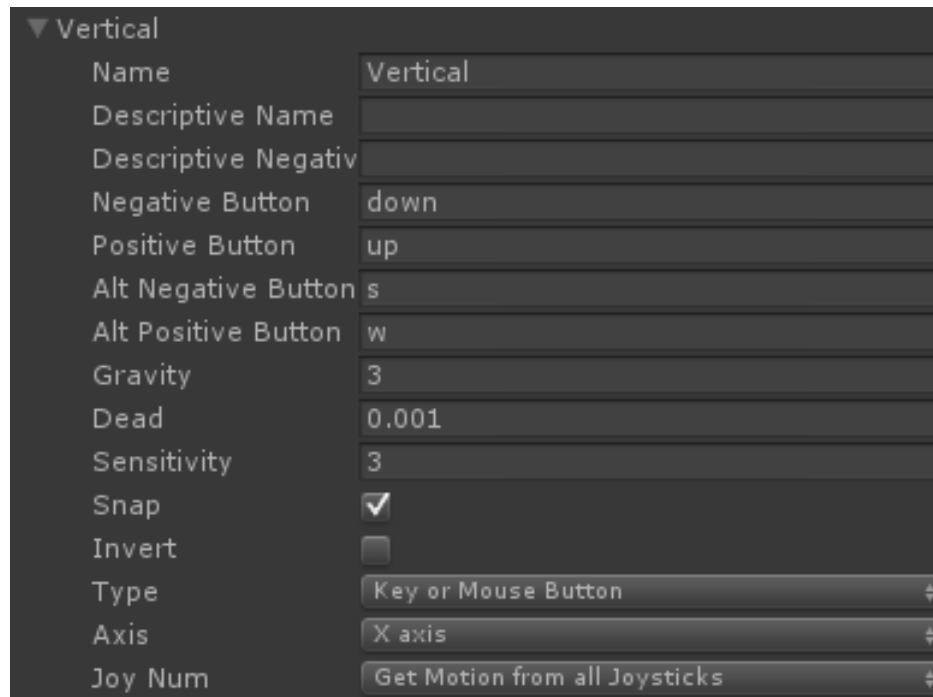 Vertical
Name Vertical
Descriptive Name
Descriptive Negativ
Negative Button down
Positive Button up
Alt Negative Button s
Alt Positive Button w
Gravity 3
Dead 0.001
Sensitivity 3
Snap
Invert
Type Key or Mouse Button
Axis X axis
Joy Num Get Motion from all Joysticks